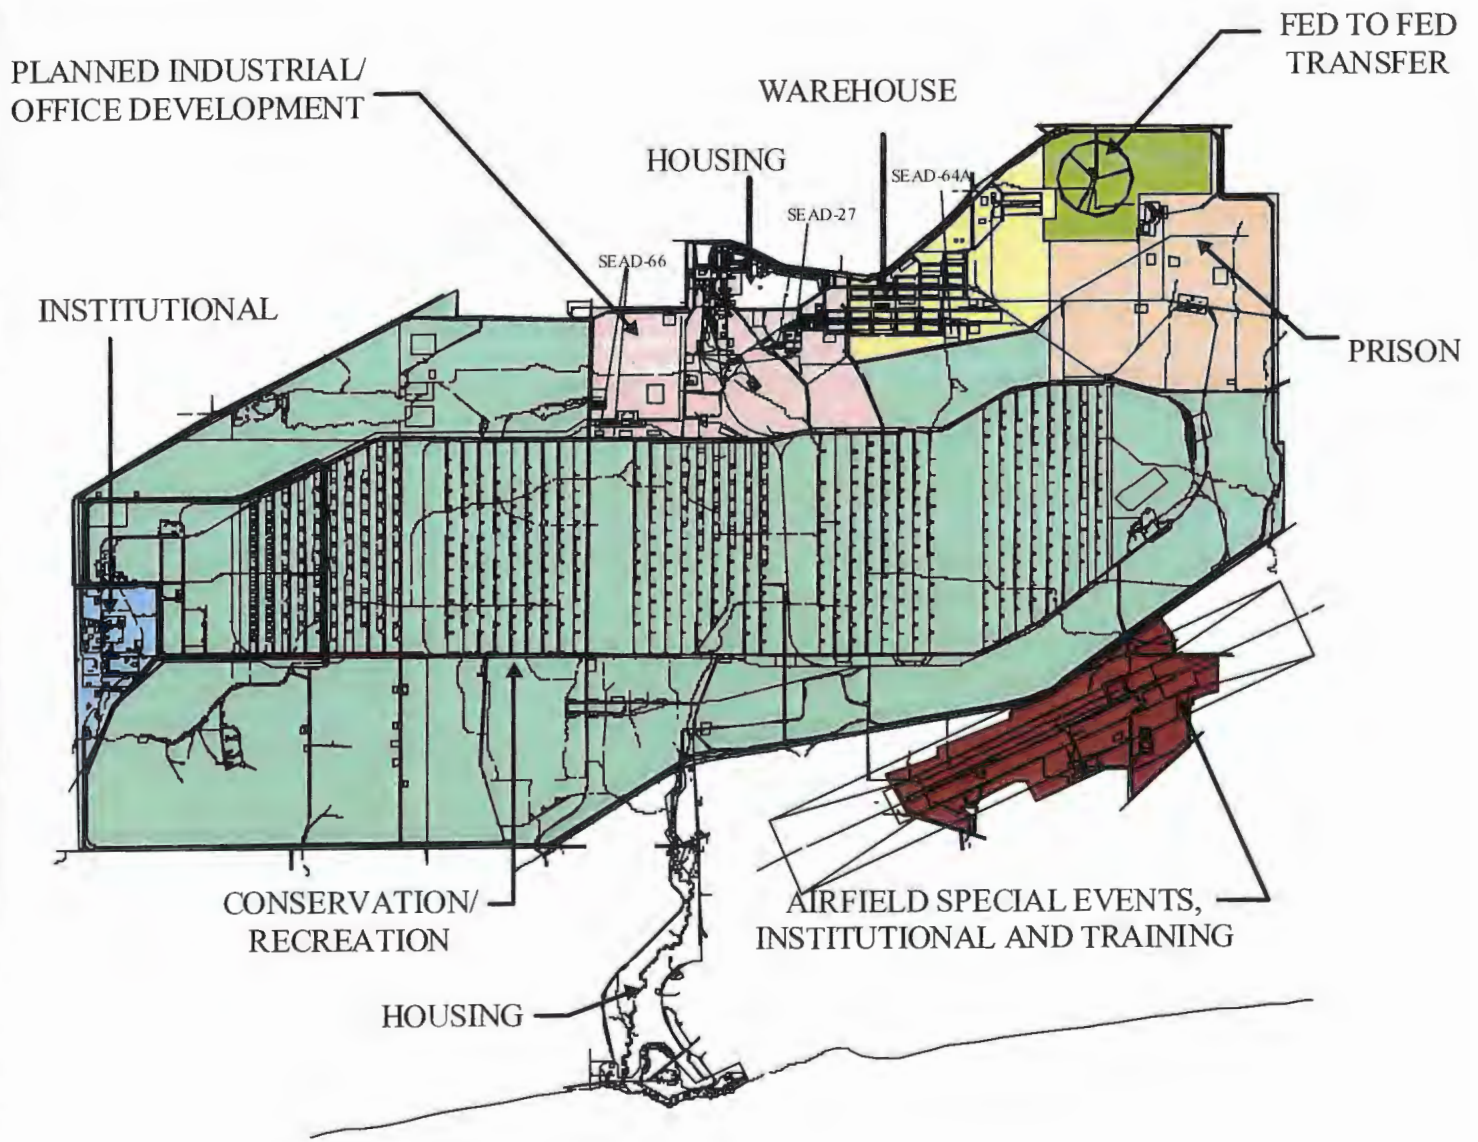 FED TO FED
TRANSFER
PLANNED INDUSTRIAL/
OFFICE DEVELOPMENT
WAREHOUSE
HOUSING
SEAD-64A
SEAD-27
SEAD-66
INSTITUTIONAL
PRISON
CONSERVATION/
RECREATION
AIRFIELD SPECIAL EVENTS,
INSTITUTIONAL AND TRAINING
HOUSING